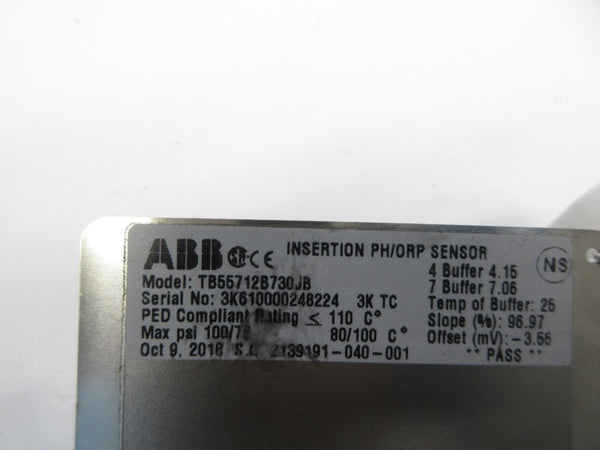 ABB CE INSERTION PH/ORP SENSOR
Model: TB55712B730JB
Serial No: 3K610000248224 3K TC
PED Compliant Rating ≤ 110 C°
Max psi 100/75 80/100 C°
Oct 9, 2018 2139191-040-001
4 Buffer 4.15
7 Buffer 7.06
Temp of Buffer: 25
Slope (%): 96.97
Offset (mV): -3.55
** PASS **
NS